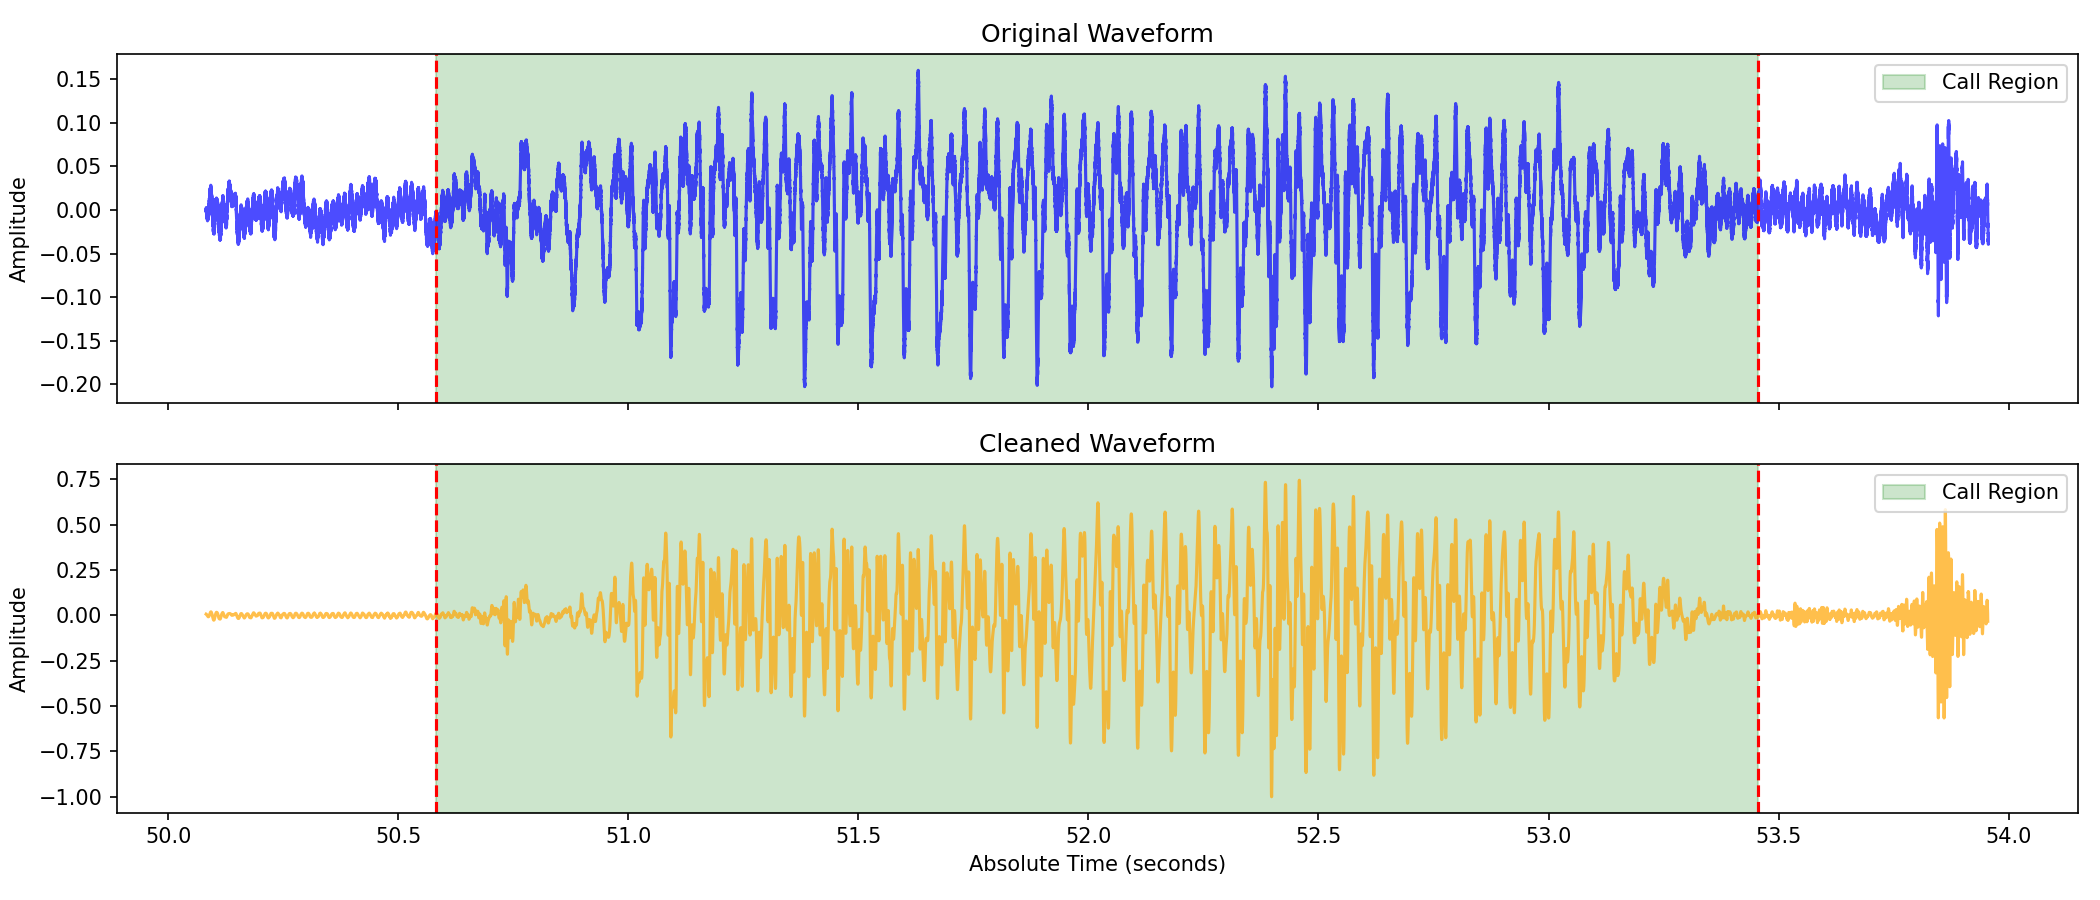 Original Waveform
Amplitude
0.15
0.10
0.05
0.00
−0.05
−0.10
−0.15
−0.20
Call Region
Cleaned Waveform
Amplitude
0.75
0.50
0.25
0.00
−0.25
−0.50
−0.75
−1.00
Call Region
50.0 50.5 51.0 51.5 52.0 52.5 53.0 53.5 54.0
Absolute Time (seconds)